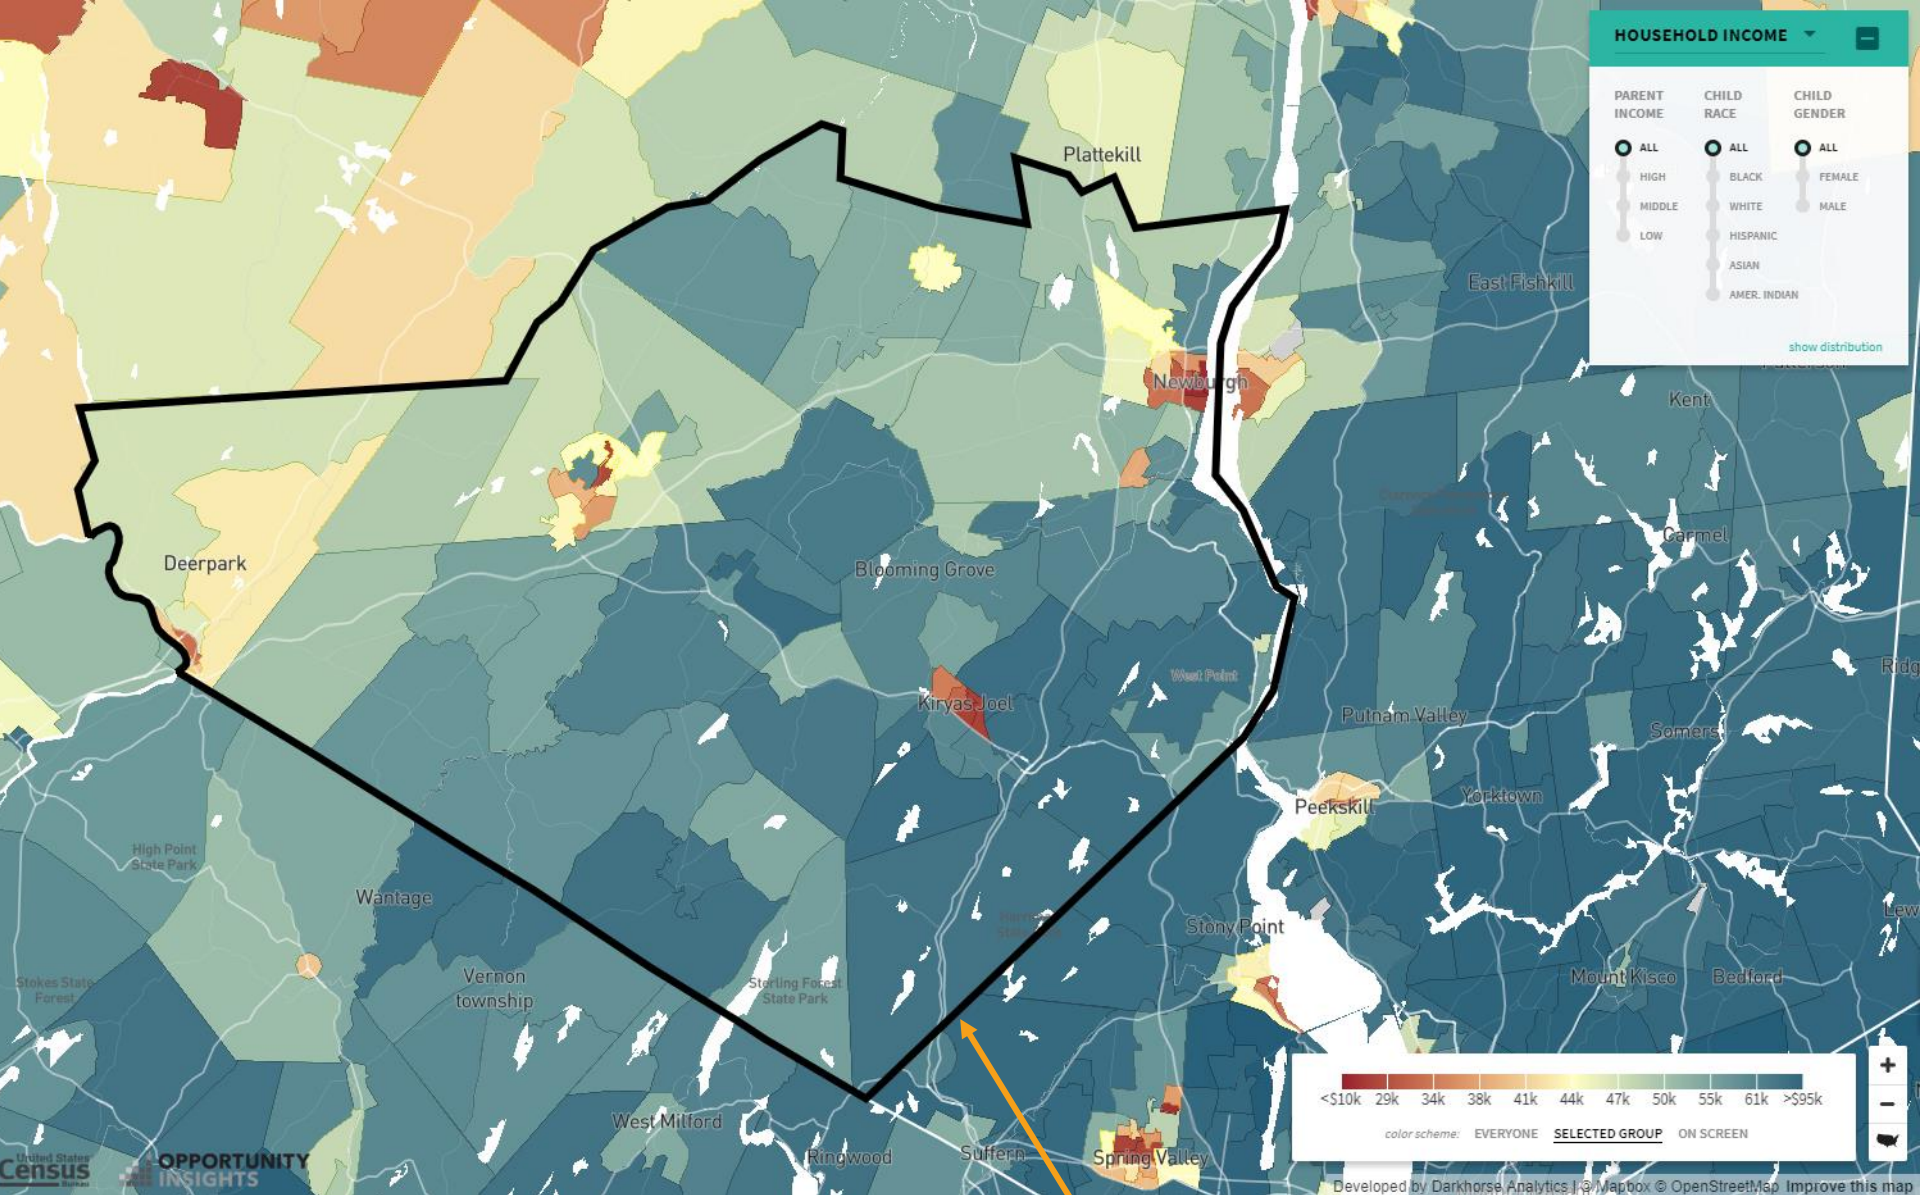 HOUSEHOLD INCOME
PARENT INCOME
CHILD RACE
CHILD GENDER
ALL
HIGH
MIDDLE
LOW
ALL
BLACK
WHITE
HISPANIC
ASIAN
AMER. INDIAN
ALL
FEMALE
MALE
show distribution
Plattekill
East Fishkill
Newburgh
Kent
Carmel
Deerpark
Blooming Grove
West Point
Kiryas Joel
Putnam Valley
Somers
Peekskill
Yorktown
High Point
State Park
Wantage
Stony Point
Vernon
township
Sterling Forest
State Park
Stokes State
Forest
Mount Kisco
Bedford
West Milford
Ringwood
Suffern
Spring Valley
<$10k 29k 34k 38k 41k 44k 47k 50k 55k 61k >$95k
color scheme: EVERYONE SELECTED GROUP ON SCREEN
+
−
United States
Census
Bureau
OPPORTUNITY
INSIGHTS
Developed by Darkhorse Analytics | © Mapbox © OpenStreetMap Improve this map